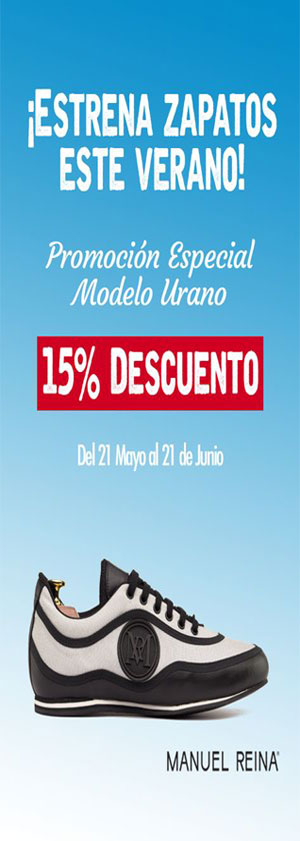 ¡ESTRENA ZAPATOS
ESTE VERANO!
Promoción Especial
Modelo Urano
15% DESCUENTO
Del 21 Mayo al 21 de Junio
MR
MANUEL REINA®